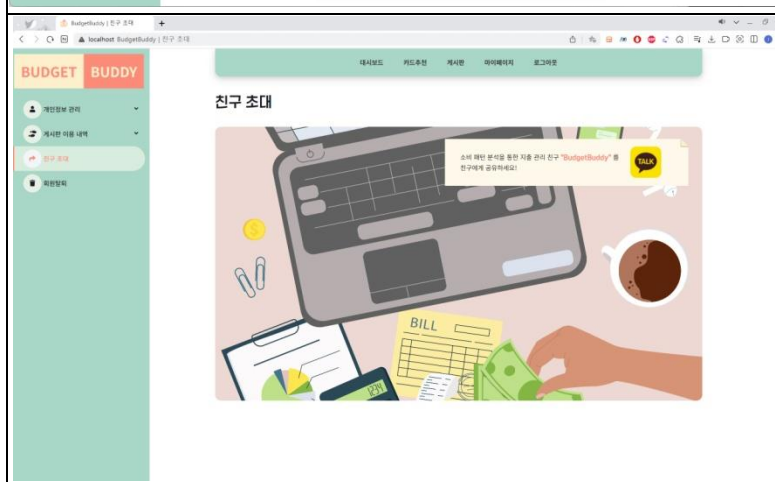 BudgetBuddy | 친구 초대
localhost BudgetBuddy | 친구 초대
BUDGET BUDDY
대시보드 카드추천 게시판 마이페이지 로그아웃
개인정보 관리
게시판 이용 내역
친구 초대
회원탈퇴
친구 초대
소비 패턴 분석을 통한 지출 관리 친구 "BudgetBuddy" 를
친구에게 공유하세요!
TALK
BILL